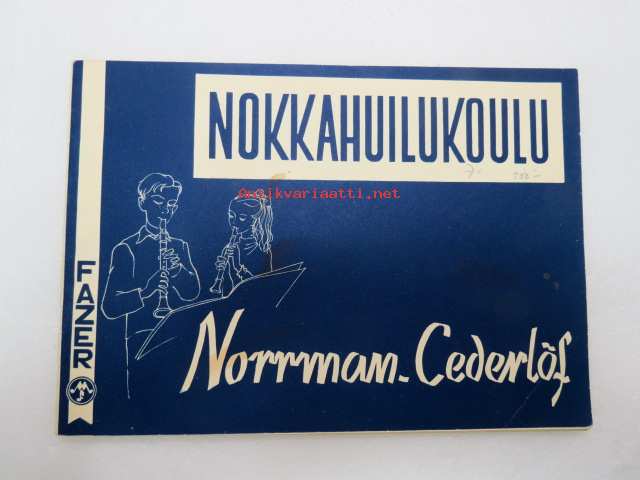 NOKKAHUILUKOULU
Antikvariaatti.net
FAZER
Norrman-Cederlöf